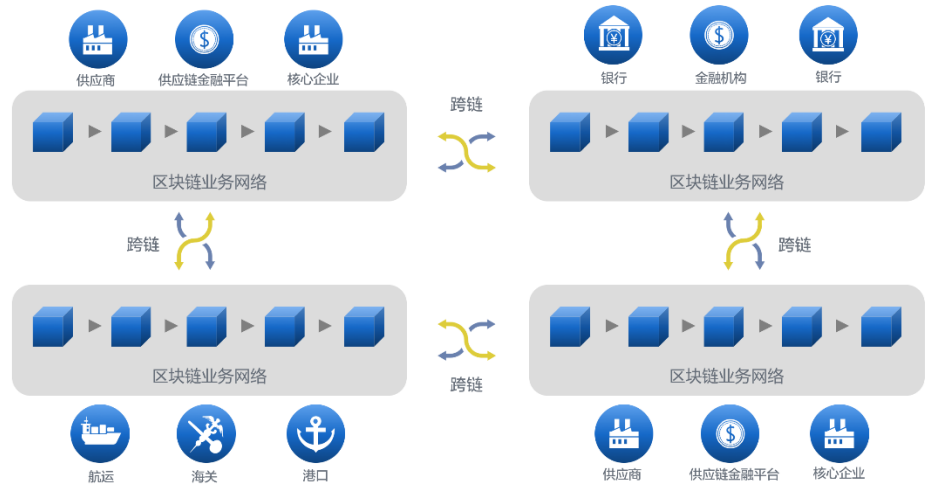 供应商
供应链金融平台
核心企业
银行
金融机构
银行
区块链业务网络
跨链
区块链业务网络
跨链
跨链
区块链业务网络
跨链
区块链业务网络
航运
海关
港口
供应商
供应链金融平台
核心企业